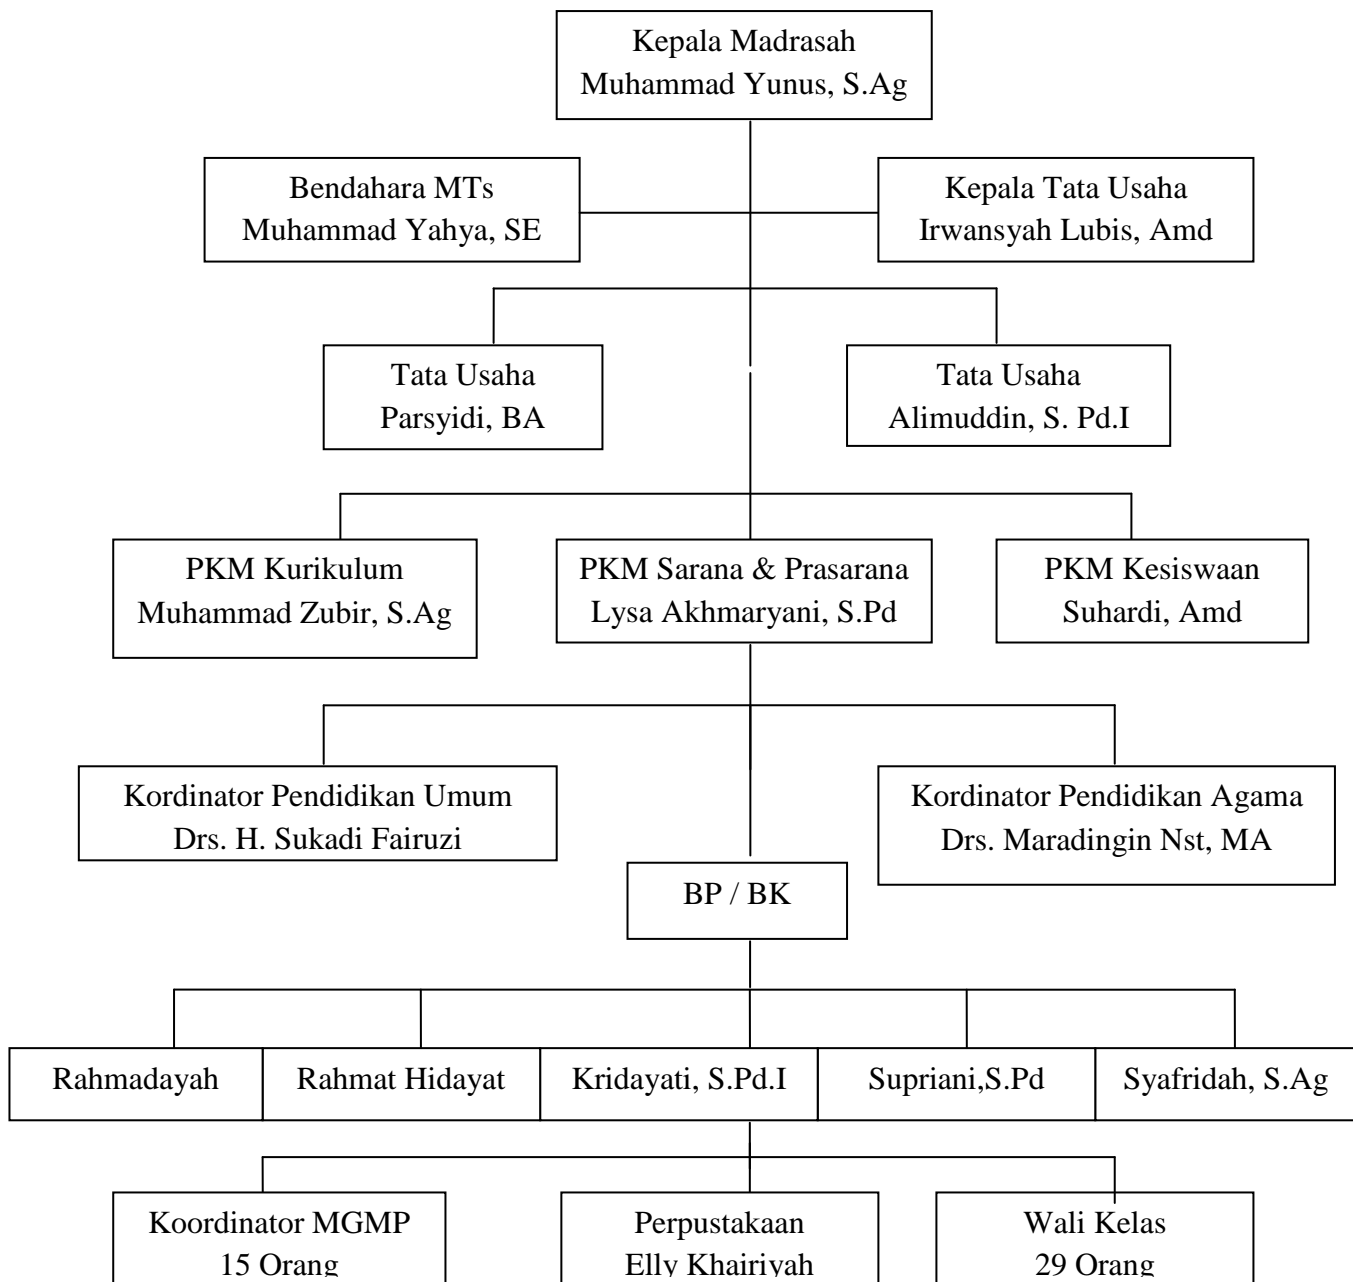 Kepala Madrasah
Muhammad Yunus, S.Ag
Bendahara MTs
Muhammad Yahya, SE
Kepala Tata Usaha
Irwansyah Lubis, Amd
Tata Usaha
Parsyidi, BA
Tata Usaha
Alimuddin, S. Pd.I
PKM Kurikulum
Muhammad Zubir, S.Ag
PKM Sarana & Prasarana
Lysa Akhmaryani, S.Pd
PKM Kesiswaan
Suhardi, Amd
Kordinator Pendidikan Umum
Drs. H. Sukadi Fairuzi
Kordinator Pendidikan Agama
Drs. Maradingin Nst, MA
BP / BK
Rahmadayah
Rahmat Hidayat
Kridayati, S.Pd.I
Supriani,S.Pd
Syafridah, S.Ag
Koordinator MGMP
15 Orang
Perpustakaan
Elly Khairiyah
Wali Kelas
29 Orang